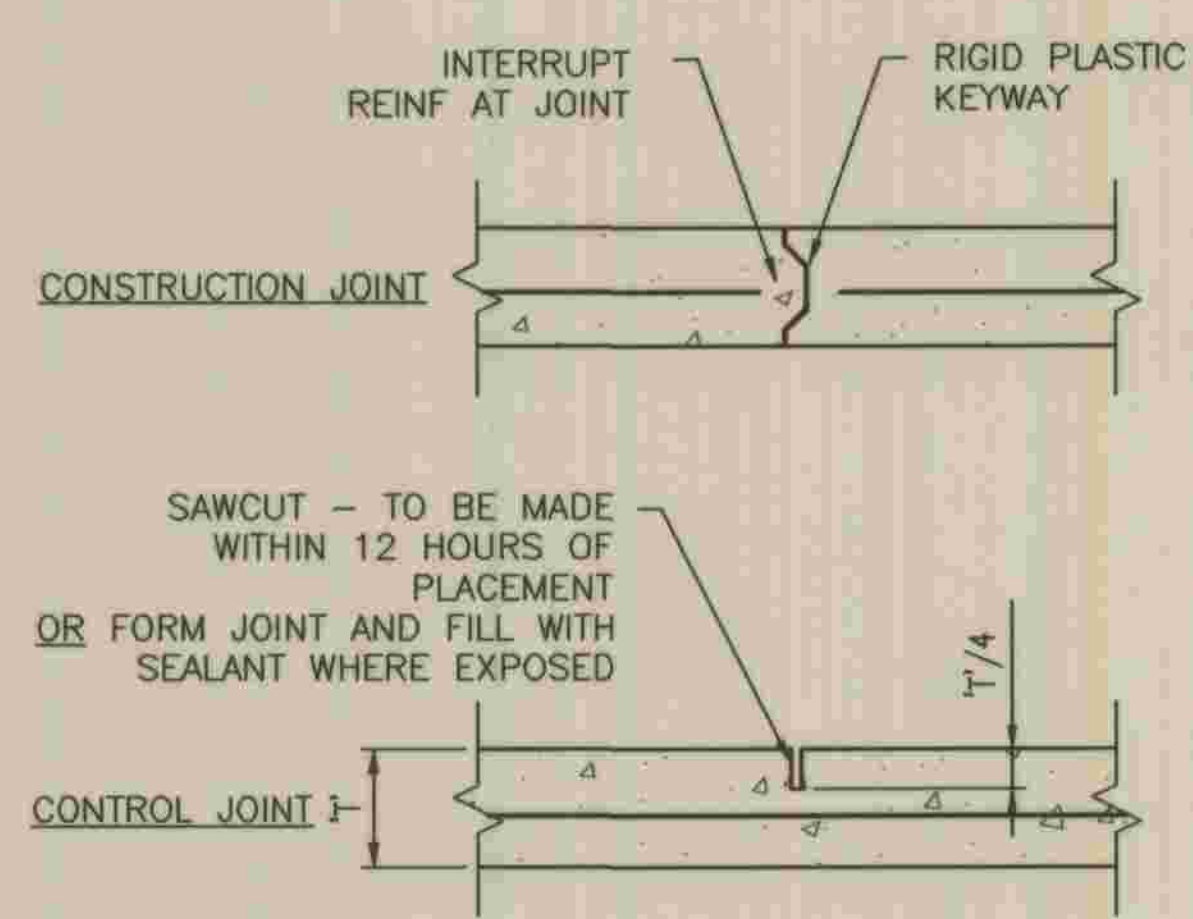 INTERRUPT
REINF AT JOINT
RIGID PLASTIC
KEYWAY
CONSTRUCTION JOINT
SAWCUT – TO BE MADE
WITHIN 12 HOURS OF
PLACEMENT
OR FORM JOINT AND FILL WITH
SEALANT WHERE EXPOSED
'T'/4
CONTROL JOINT
'T'